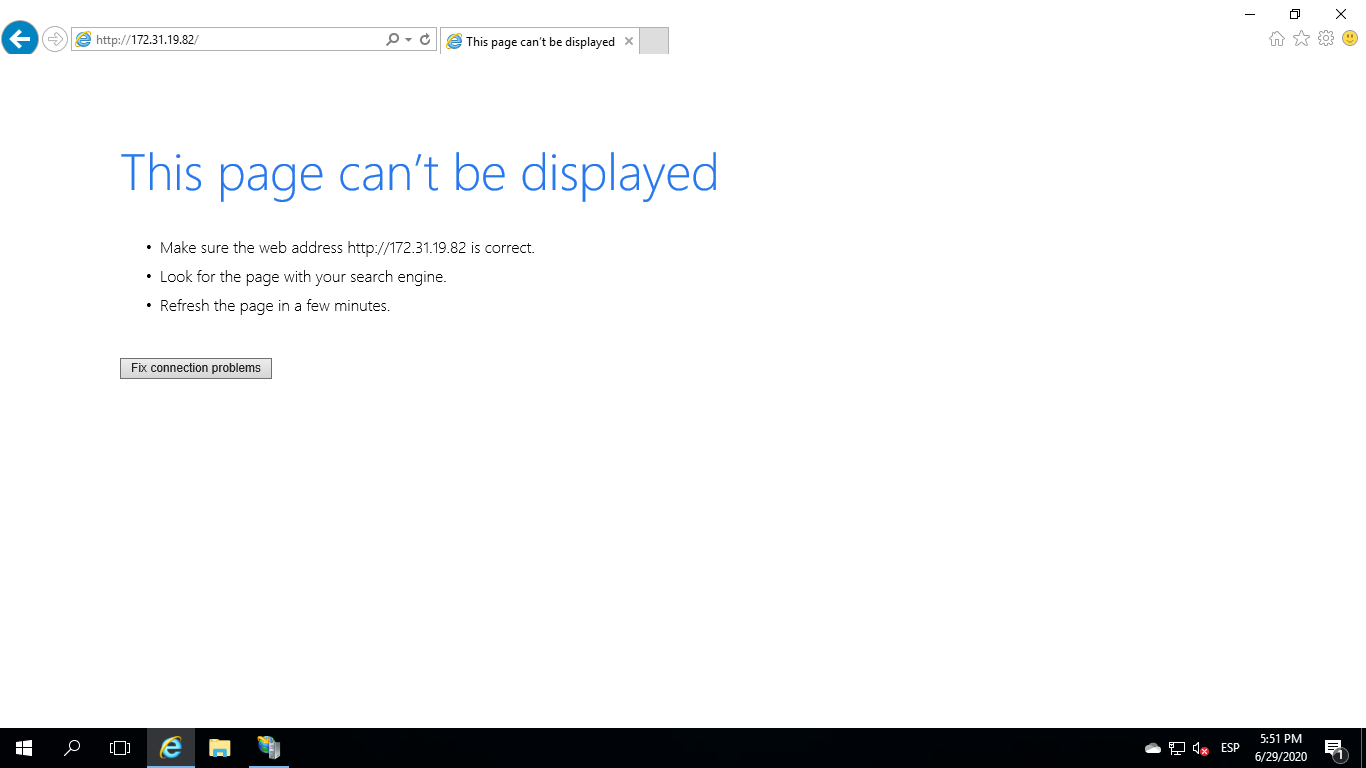 http://172.31.19.82/
This page can't be displayed
This page can't be displayed
• Make sure the web address http://172.31.19.82 is correct.
• Look for the page with your search engine.
• Refresh the page in a few minutes.
Fix connection problems
ESP
5:51 PM
6/29/2020
1